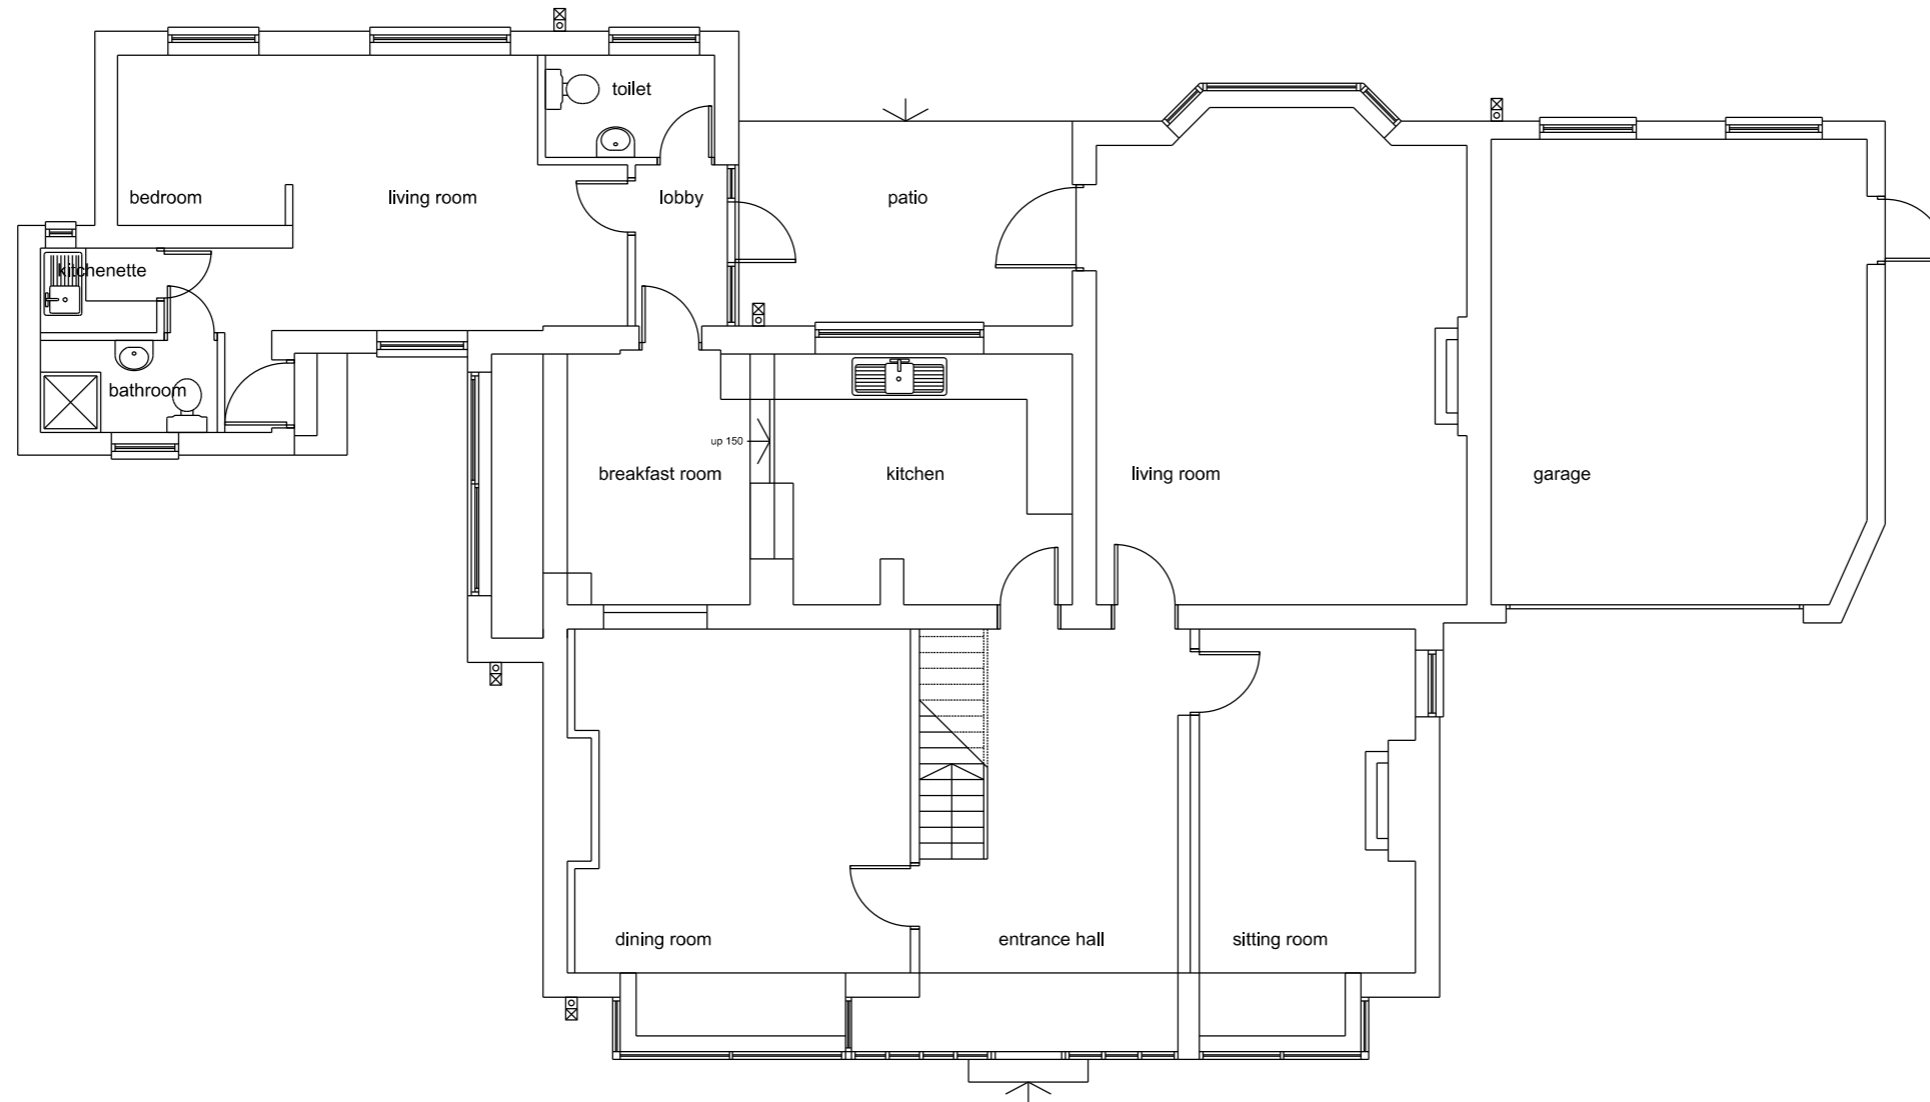 toilet
bedroom
living room
lobby
patio
kitchenette
bathroom
up 150
breakfast room
kitchen
living room
garage
dining room
entrance hall
sitting room